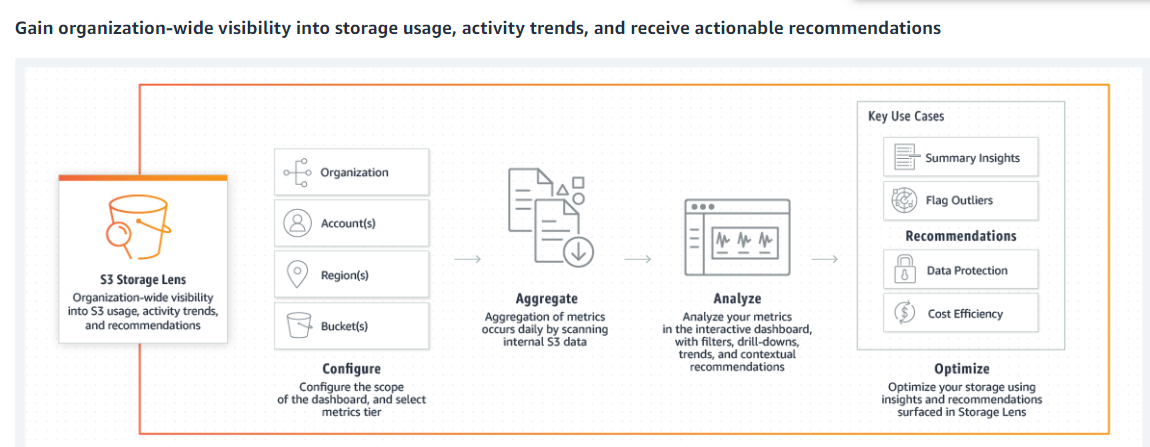 Gain organization-wide visibility into storage usage, activity trends, and receive actionable recommendations
S3 Storage Lens
Organization-wide visibility
into S3 usage, activity trends,
and recommendations
Organization
Account(s)
Region(s)
Bucket(s)
Configure
Configure the scope
of the dashboard, and select
metrics tier
Aggregate
Aggregation of metrics
occurs daily by scanning
internal S3 data
Analyze
Analyze your metrics
in the interactive dashboard,
with filters, drill-downs,
trends, and contextual
recommendations
Key Use Cases
Summary Insights
Flag Outliers
Recommendations
Data Protection
Cost Efficiency
Optimize
Optimize your storage using
insights and recommendations
surfaced in Storage Lens